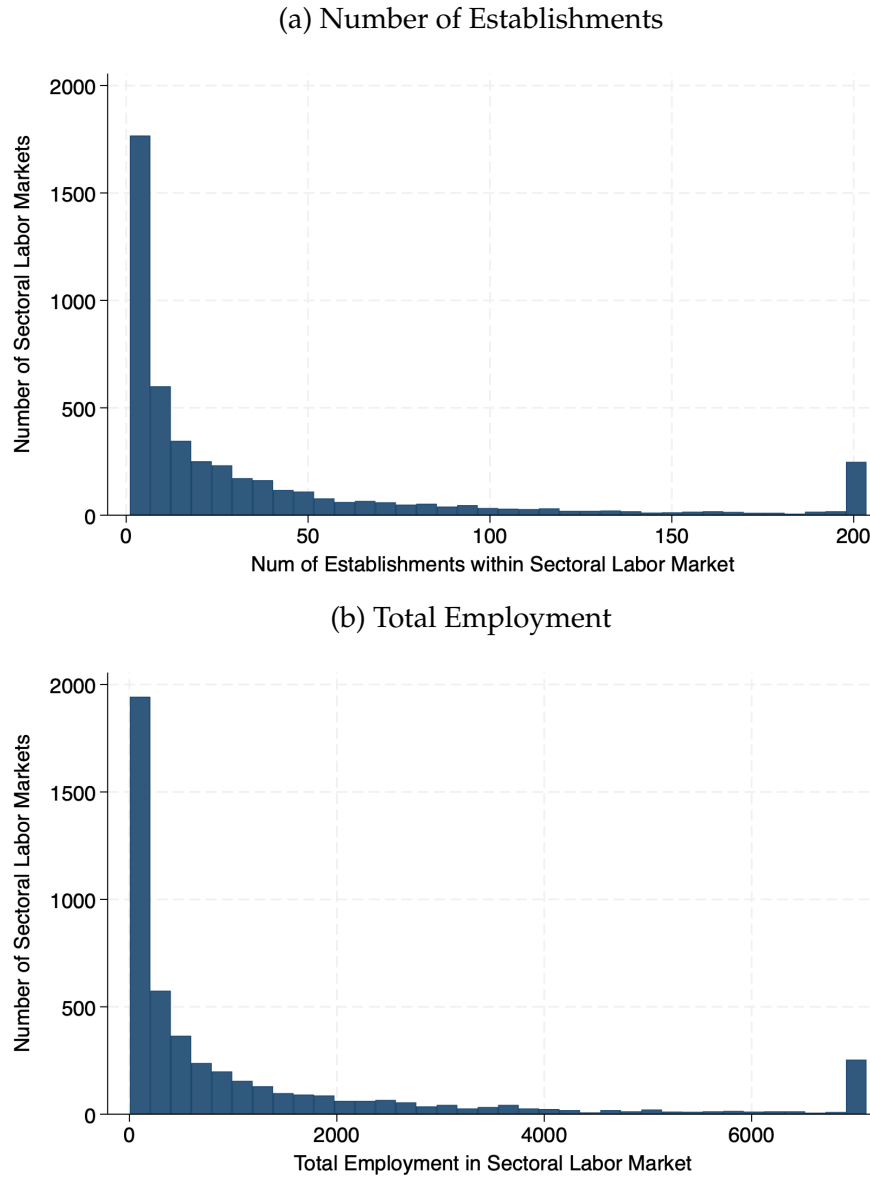 (a) Number of Establishments
2000
1500
1000
500
0
Number of Sectoral Labor Markets
0 50 100 150 200
Num of Establishments within Sectoral Labor Market
(b) Total Employment
2000
1500
1000
500
0
Number of Sectoral Labor Markets
0 2000 4000 6000
Total Employment in Sectoral Labor Market